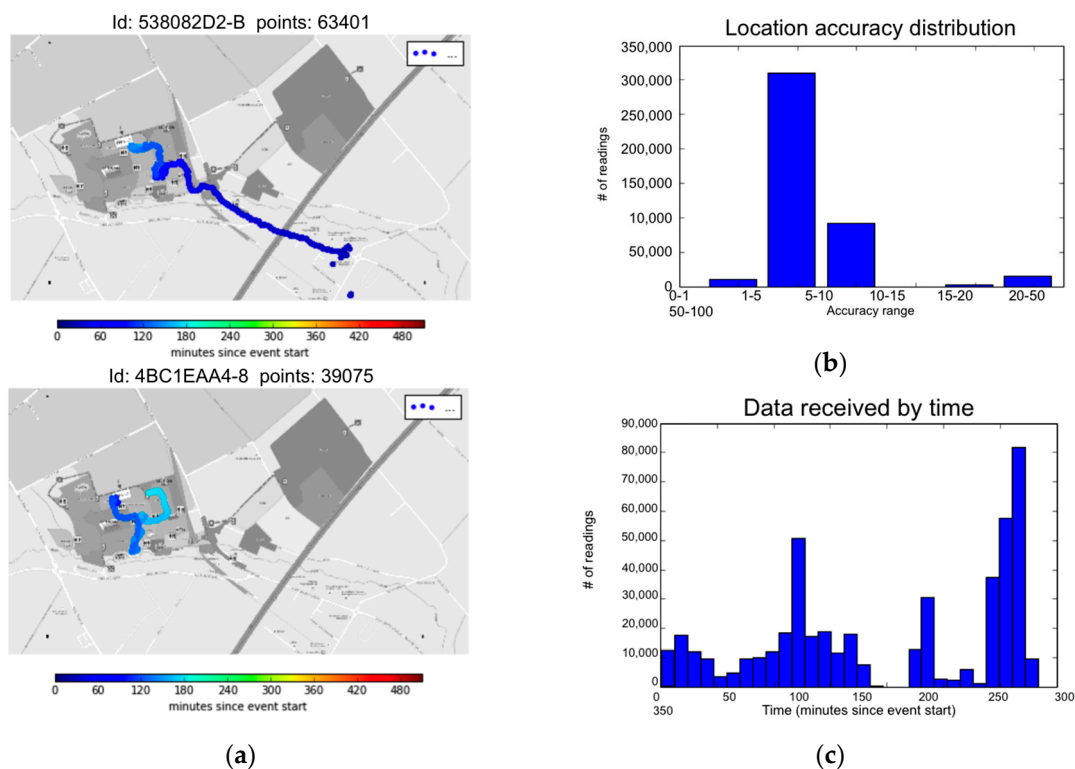 Id: 538082D2-B points: 63401
...
0 60 120 180 240 300 360 420 480
minutes since event start
Id: 4BC1EAA4-8 points: 39075
...
0 60 120 180 240 300 360 420 480
minutes since event start
(a)
Location accuracy distribution
350,000
300,000
250,000
200,000
150,000
10,000
50,000
0
# of readings
0-1 1-5 5-10 10-15 15-20 20-50
50-100
Accuracy range
(b)
Data received by time
90,000
80,000
70,000
60,000
50,000
40,000
30,000
20,000
10,000
0
# of readings
0 50 100 150 200 250 300
350
Time (minutes since event start)
(c)